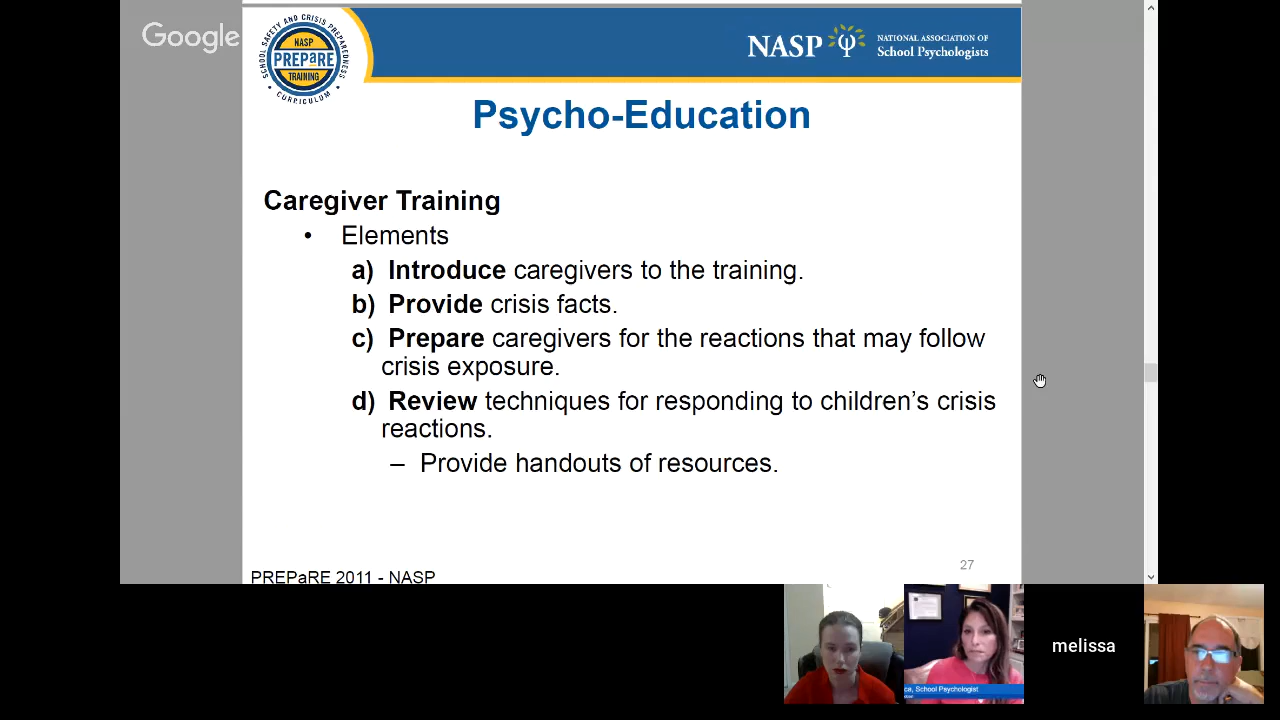 Google
SCHOOL SAFETY AND CRISIS PREPAREDNESS
NASP
PREPaRE
TRAINING
CURRICULUM
NASP
NATIONAL ASSOCIATION OF
School Psychologists
Psycho-Education
Caregiver Training
• Elements
a) Introduce caregivers to the training.
b) Provide crisis facts.
c) Prepare caregivers for the reactions that may follow
crisis exposure.
d) Review techniques for responding to children’s crisis
reactions.
– Provide handouts of resources.
27
PREPaRE 2011 - NASP
melissa
School Psychologist